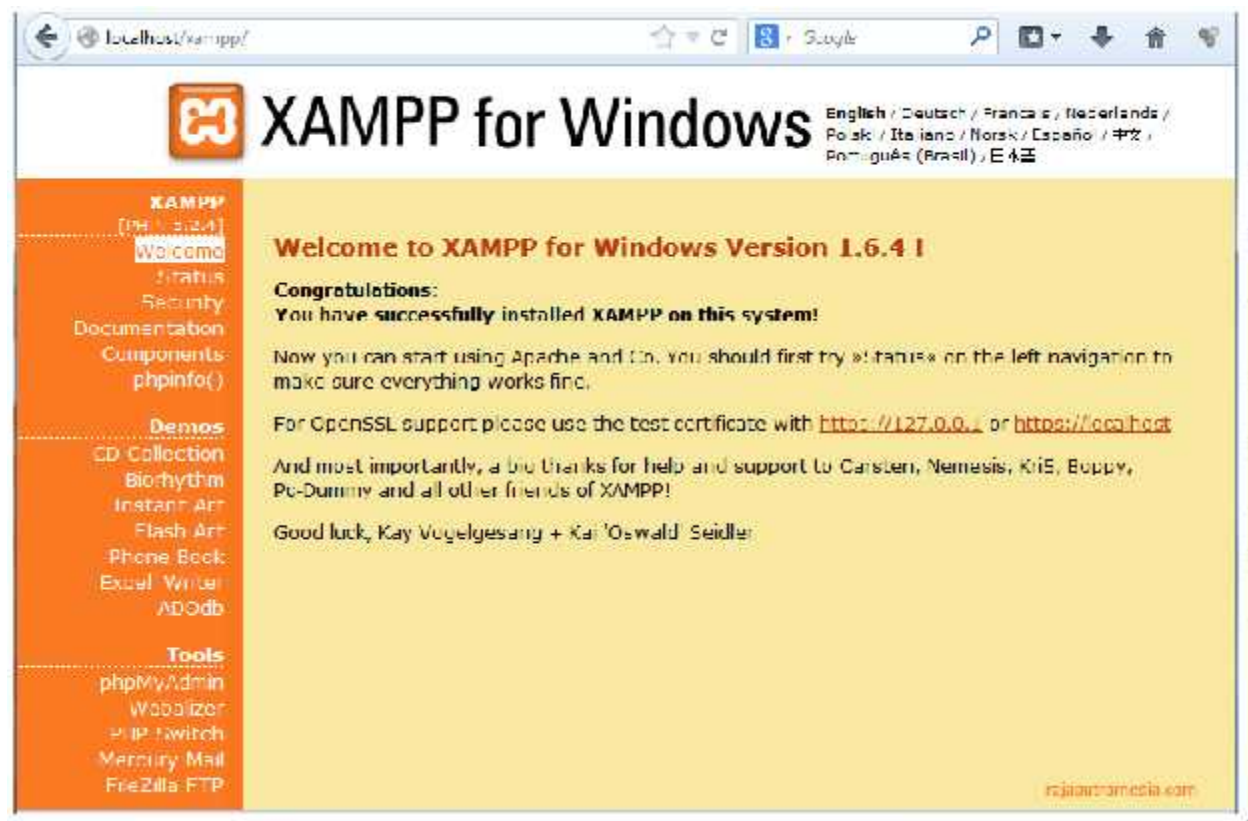 localhost/xampp/
Google
XAMPP for Windows
English / Deutsch / Francais / Nederlands /
Polski / Italiano / Norsk / Español / 中文 /
Português (Brasil) / 日本語
XAMPP
[PHP: 5.2.4]
Welcome
Status
Security
Documentation
Components
phpinfo()
Demos
CD Collection
Biorhythm
Instant Art
Flash Art
Phone Book
Excel Writer
ADOdb
Tools
phpMyAdmin
Webalizer
PHP Switch
Mercury Mail
FileZilla FTP
Welcome to XAMPP for Windows Version 1.6.4 !
Congratulations:
You have successfully installed XAMPP on this system!
Now you can start using Apache and Co. You should first try »Status« on the left navigation to
make sure everything works fine.
For OpenSSL support please use the test certificate with https://127.0.0.1 or https://localhost
And most importantly, a big thanks for help and support to Carsten, Nemesis, KriS, Boppy,
Pc-Dummy and all other friends of XAMPP!
Good luck, Kay Vogelgesang + Kai 'Oswald' Seidler